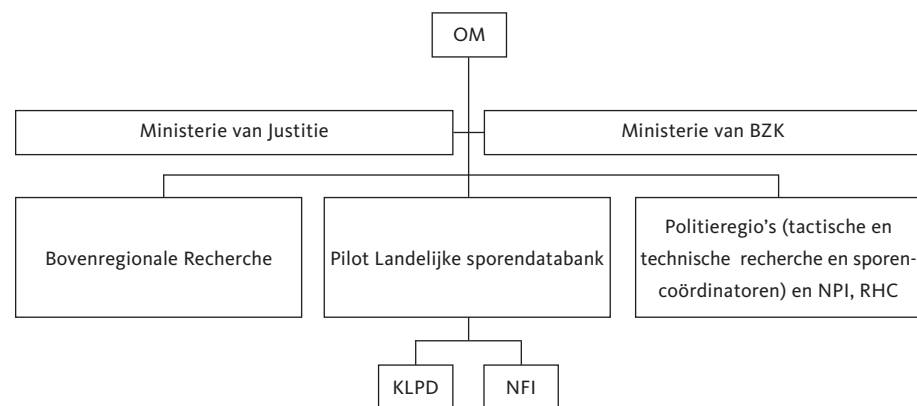 OM
Ministerie van Justitie
Ministerie van BZK
Bovenregionale Recherche
Pilot Landelijke sporendatabank
Politieregio's (tactische en
technische recherche en sporen-
coördinatoren) en NPI, RHC
KLPD
NFI